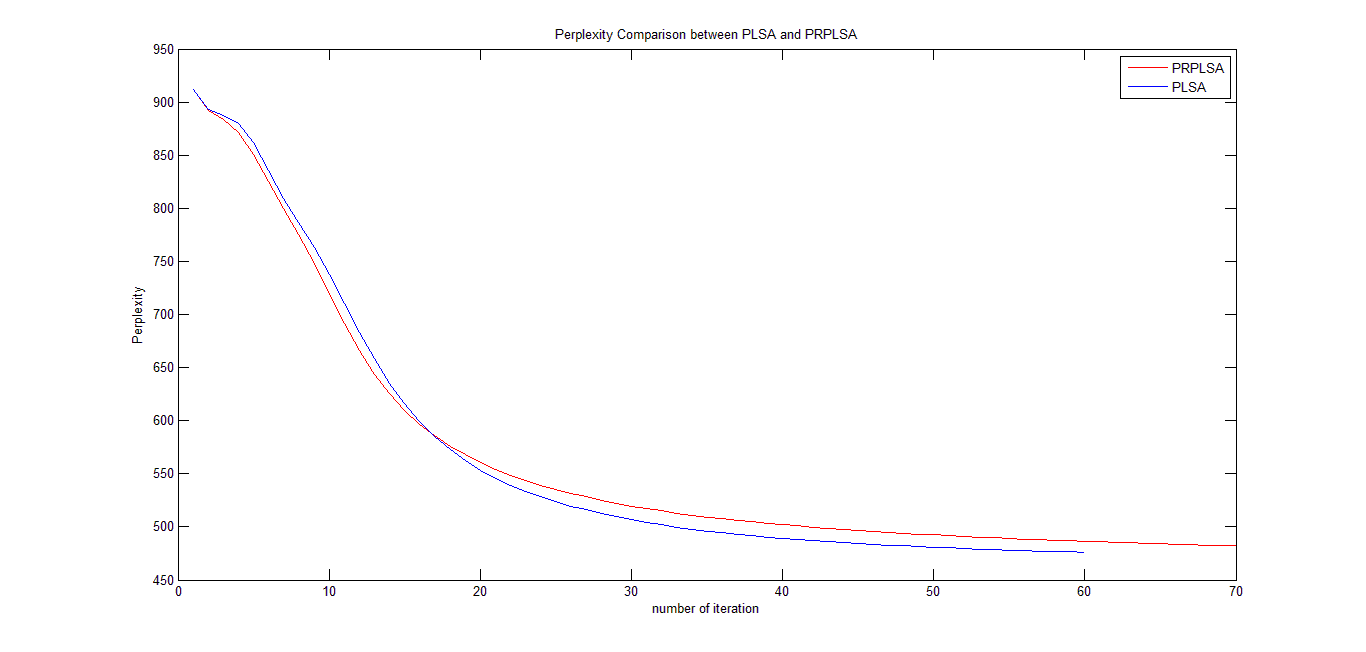 Perplexity Comparison between PLSA and PRPLSA
PRPLSA
PLSA
950
900
850
800
750
700
650
600
550
500
450
Perplexity
0 10 20 30 40 50 60 70
number of iteration